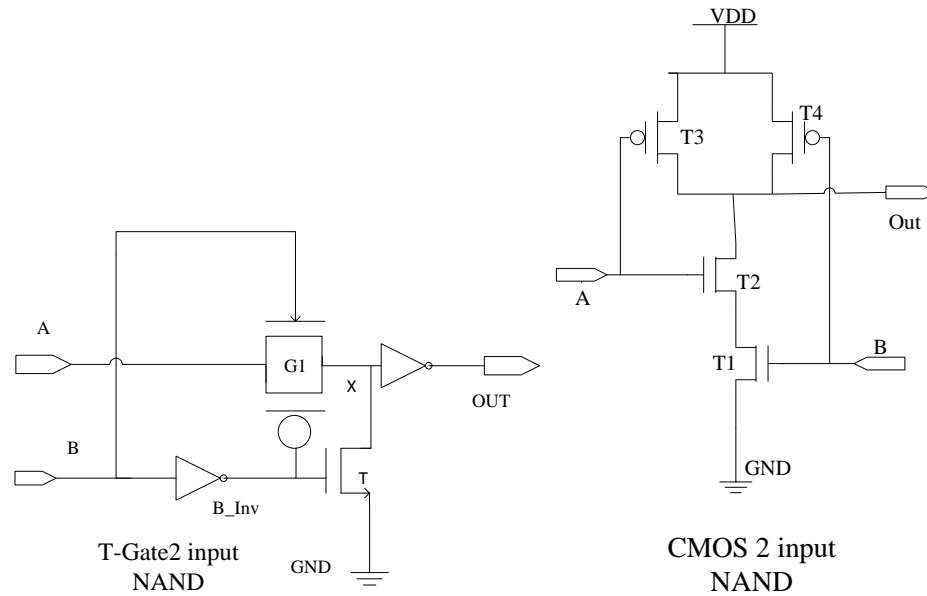 VDD
T3
T4
Out
A
T2
T1
B
GND
CMOS 2 input
NAND
A
G1
X
OUT
B
B_Inv
T
GND
T-Gate2 input
NAND